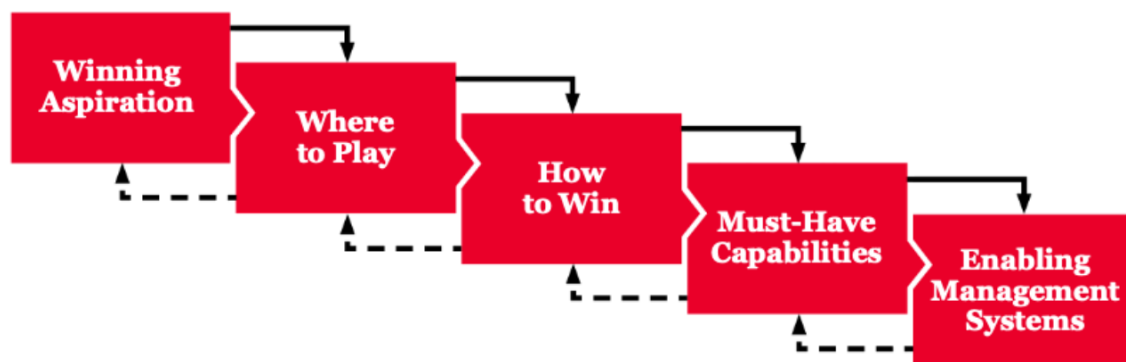 Winning
Aspiration
Where
to Play
How
to Win
Must-Have
Capabilities
Enabling
Management
Systems